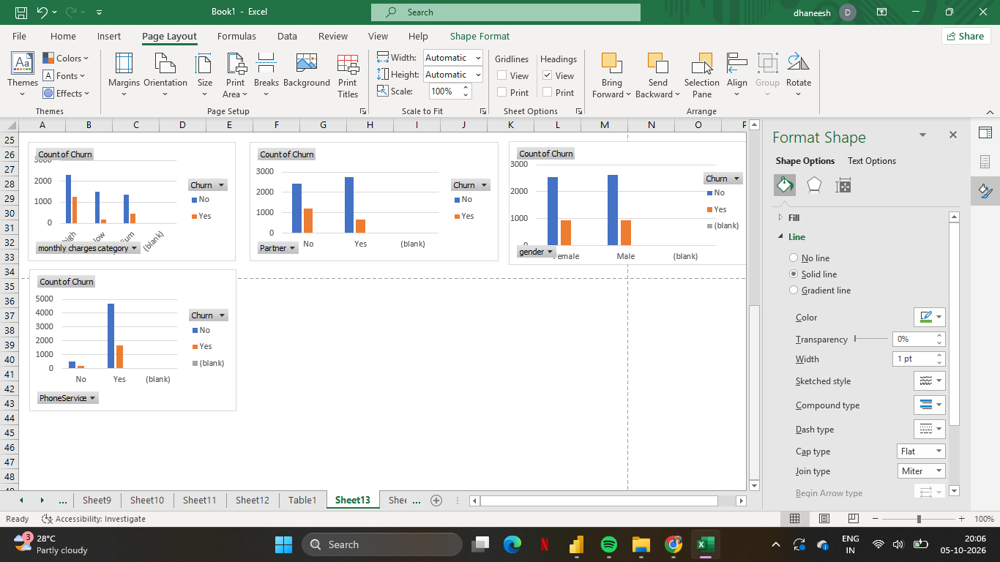 Book1 - Excel
Search
dhaneesh
D
File Home Insert Page Layout Formulas Data Review View Help Shape Format
Share
Themes
Colors
Fonts
Effects
Themes
Margins
Orientation
Size
Print
Area
Breaks
Background
Print
Titles
Page Setup
Width: Automatic
Height: Automatic
Scale: 100%
Scale to Fit
Gridlines
View
Print
Headings
View
Print
Sheet Options
Bring
Forward
Send
Backward
Selection
Pane
Align
Group
Rotate
Arrange
A B C D E F G H I J K L M N O P
25
26
27
28
29
30
31
32
33
34
35
36
37
38
39
40
41
42
43
44
45
46
47
48
Count of Churn
3000
2000
1000
0
high
(blank)
Churn
No
Yes
monthly charges category
Count of Churn
3000
2000
1000
0
No Yes (blank)
Churn
No
Yes
Partner
Count of Churn
3000
2000
1000
0
Female Male (blank)
Churn
No
Yes
(blank)
gender
Count of Churn
5000
4000
3000
2000
1000
0
No Yes (blank)
Churn
No
Yes
(blank)
PhoneService
Format Shape
Shape Options Text Options
Fill
Line
No line
Solid line
Gradient line
Color
Transparency 0%
Width 1 pt
Sketched style
Compound type
Dash type
Cap type Flat
Join type Miter
Begin Arrow type
... Sheet9 Sheet10 Sheet11 Sheet12 Table1 Sheet13 Shee ...
Ready Accessibility: Investigate
100%
3
28°C
Partly cloudy
Search
ENG
IN
20:06
05-10-2026